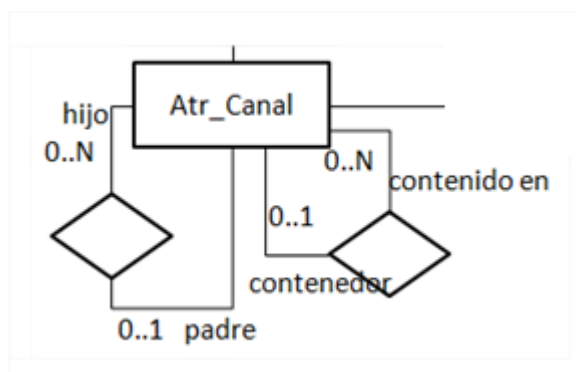 Atr_Canal
hijo
0..N
0..N
contenido en
0..1
contenedor
0..1 padre